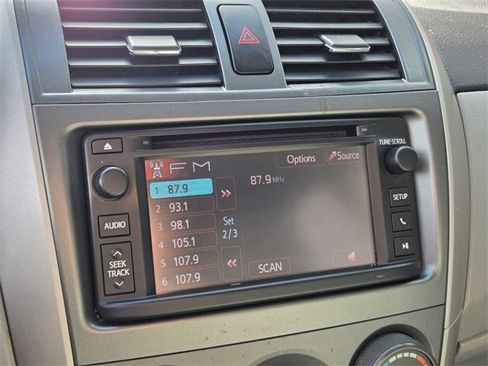 TUNE•SCROLL
FM Options Source
1 87.9 87.9 MHz
2 93.1
3 98.1 Set
4 105.1 2/3
5 107.9
6 107.9 SCAN
AUDIO
SEEK
TRACK
SETUP